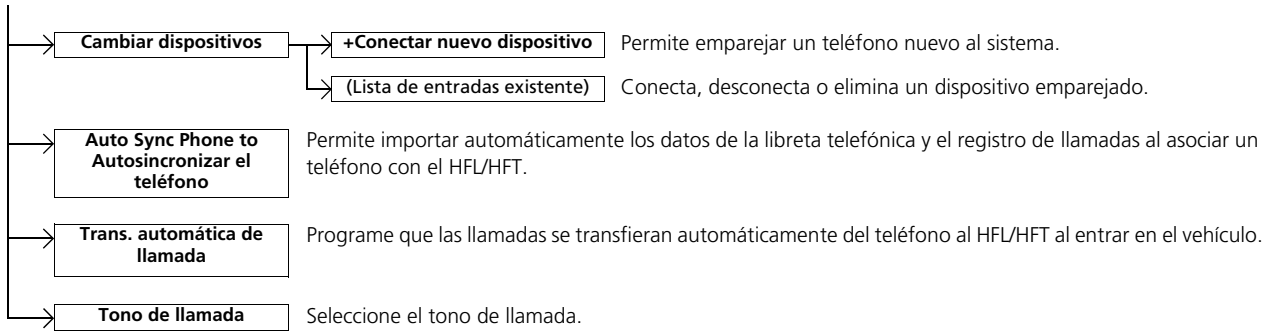 Cambiar dispositivos
+Conectar nuevo dispositivo
Permite emparejar un teléfono nuevo al sistema.
(Lista de entradas existente)
Conecta, desconecta o elimina un dispositivo emparejado.
Auto Sync Phone to
Autosincronizar el
teléfono
Permite importar automáticamente los datos de la libreta telefónica y el registro de llamadas al asociar un
teléfono con el HFL/HFT.
Trans. automática de
llamada
Programe que las llamadas se transfieran automáticamente del teléfono al HFL/HFT al entrar en el vehículo.
Tono de llamada
Seleccione el tono de llamada.